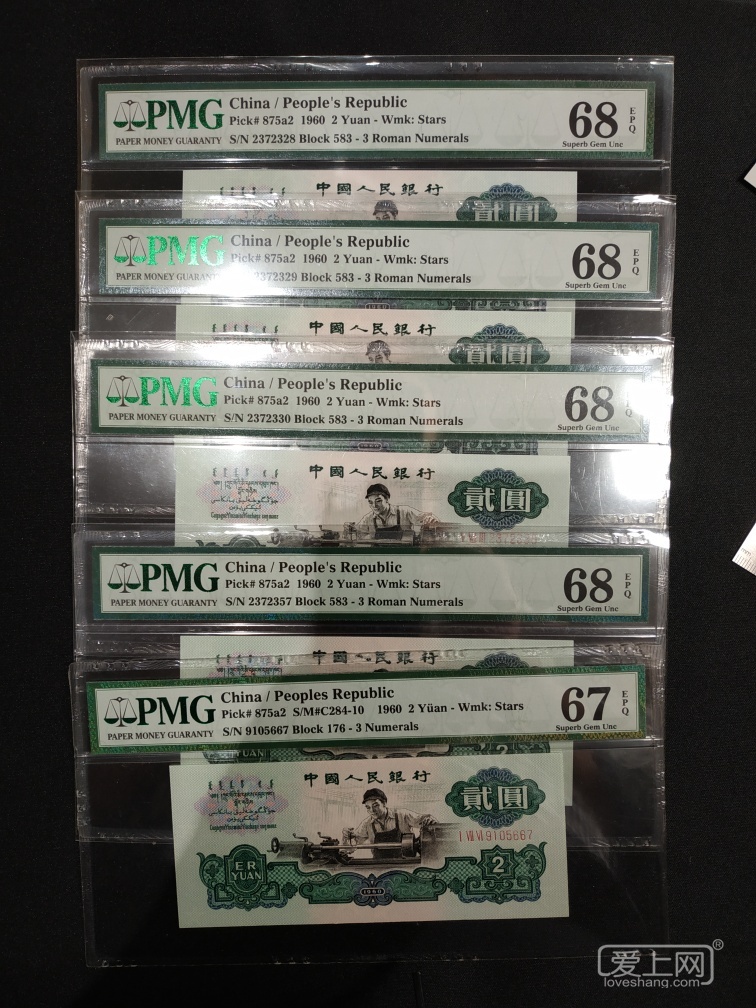 PMG
PAPER MONEY GUARANTY
China / People's Republic
Pick# 875a2 1960 2 Yuan - Wmk: Stars
S/N 2372328 Block 583 - 3 Roman Numerals
68 EPQ
Superb Gem Unc
中國人民銀行
貳圓
PMG
PAPER MONEY GUARANTY
China / People's Republic
Pick# 875a2 1960 2 Yuan - Wmk: Stars
2372329 Block 583 - 3 Roman Numerals
68 EPQ
Superb Gem Unc
中國人民銀行
貳圓
PMG
PAPER MONEY GUARANTY
China / People's Republic
Pick# 875a2 1960 2 Yuan - Wmk: Stars
S/N 2372330 Block 583 - 3 Roman Numerals
68 EPQ
Superb Gem Unc
中國人民銀行
貳圓
PMG
PAPER MONEY GUARANTY
China / People's Republic
Pick# 875a2 1960 2 Yuan - Wmk: Stars
S/N 2372357 Block 583 - 3 Roman Numerals
68 EPQ
Superb Gem Unc
中國人民銀行
PMG
PAPER MONEY GUARANTY
China / Peoples Republic
Pick# 875a2 S/M#C284-10 1960 2 Yüan - Wmk: Stars
S/N 9105667 Block 176 - 3 Numerals
67 EPQ
Superb Gem Unc
YUAN
2
中國人民銀行
貳圓
I VII VI 9105667
ER
YUAN
1960
2
爱上网®
loveshang.com